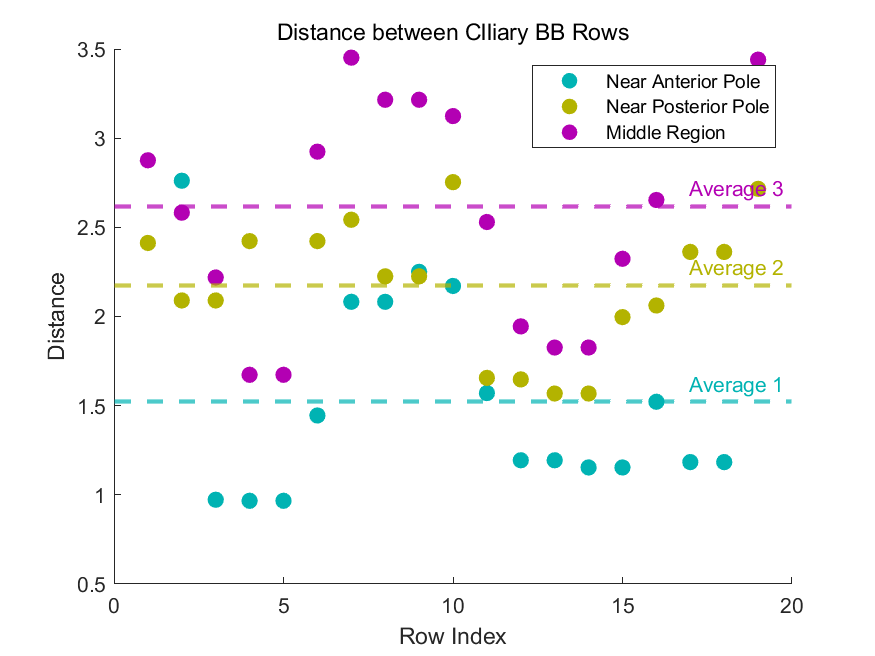 Distance between CIliary BB Rows
3.5
3
2.5
2
1.5
1
0.5
0
5
10
15
20
Distance
Row Index
Near Anterior Pole
Near Posterior Pole
Middle Region
Average 3
Average 2
Average 1